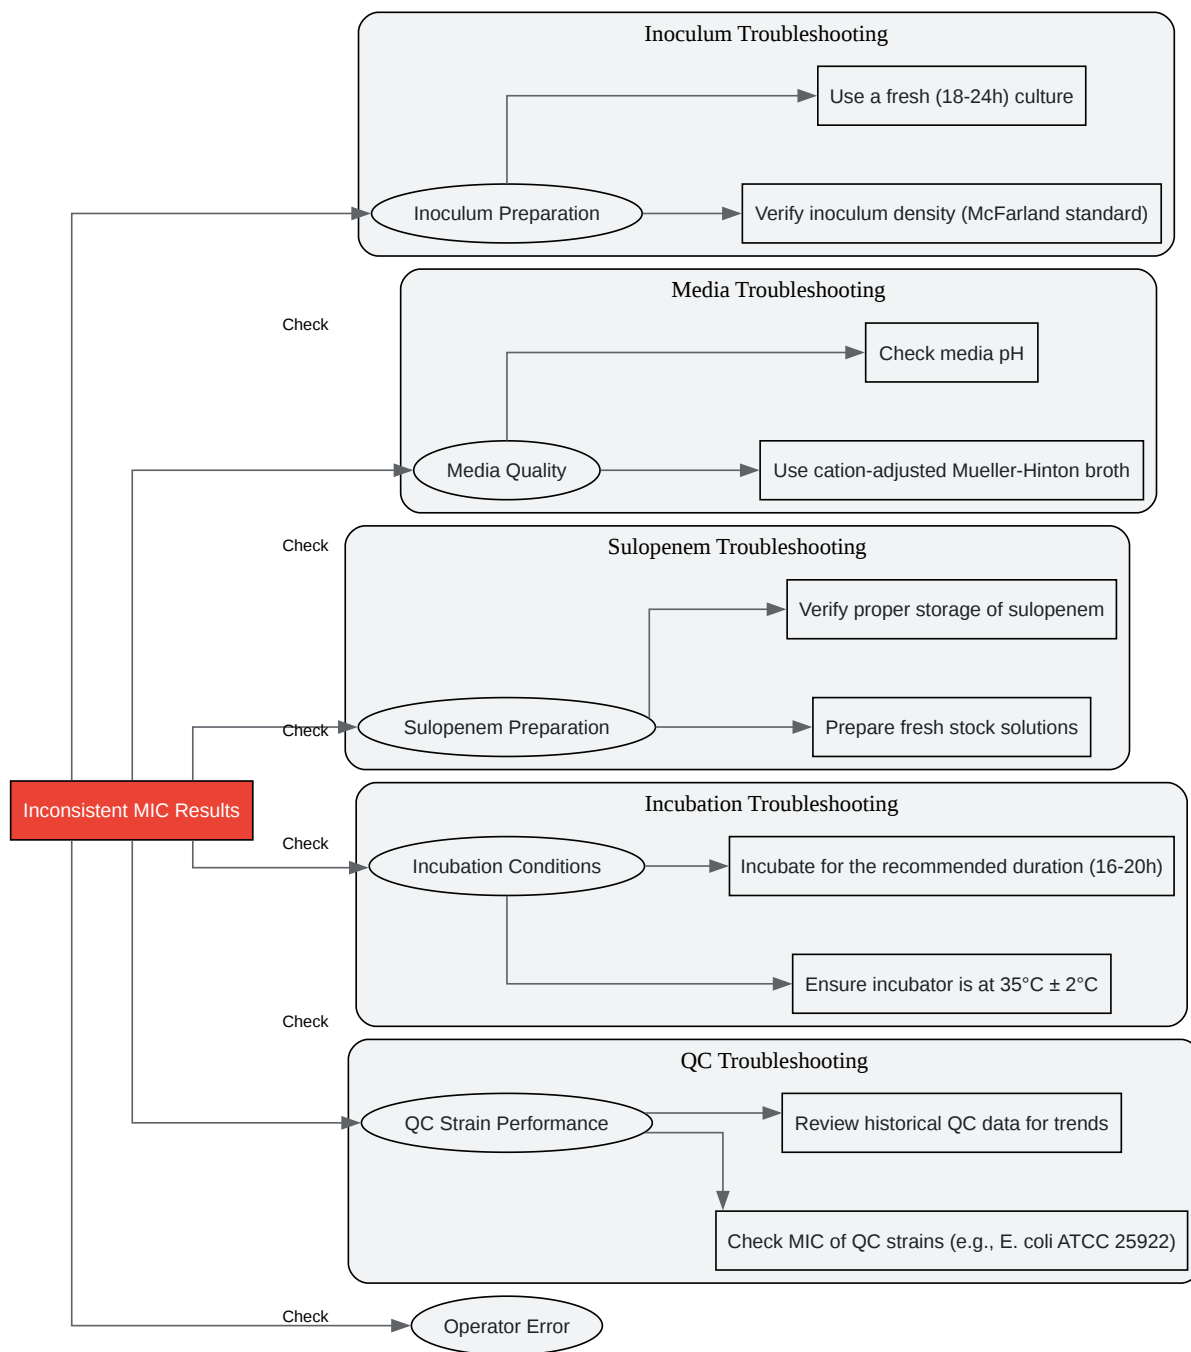 Inoculum Troubleshooting
Use a fresh (18-24h) culture
Inoculum Preparation
Verify inoculum density (McFarland standard)
Check
Media Troubleshooting
Check media pH
Media Quality
Use cation-adjusted Mueller-Hinton broth
Check
Sulopenem Troubleshooting
Verify proper storage of sulopenem
Check
Sulopenem Preparation
Prepare fresh stock solutions
Inconsistent MIC Results
Incubation Troubleshooting
Check
Incubation Conditions
Incubate for the recommended duration (16-20h)
Ensure incubator is at 35°C ± 2°C
Check
QC Troubleshooting
QC Strain Performance
Review historical QC data for trends
Check MIC of QC strains (e.g., E. coli ATCC 25922)
Check
Operator Error